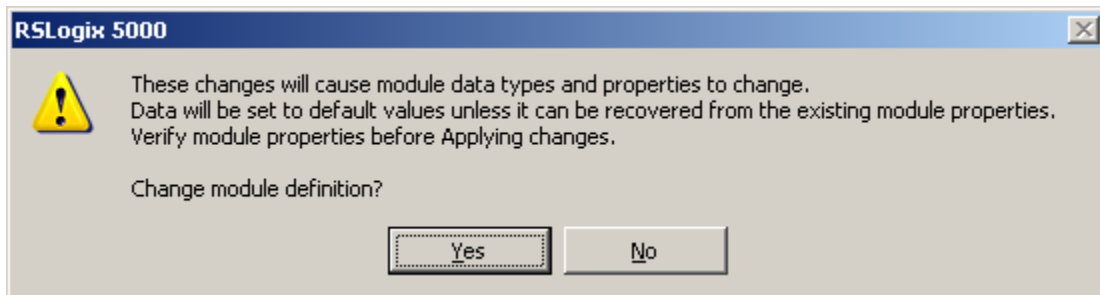 RSLogix 5000
These changes will cause module data types and properties to change.
Data will be set to default values unless it can be recovered from the existing module properties.
Verify module properties before Applying changes.
Change module definition?
Yes
No